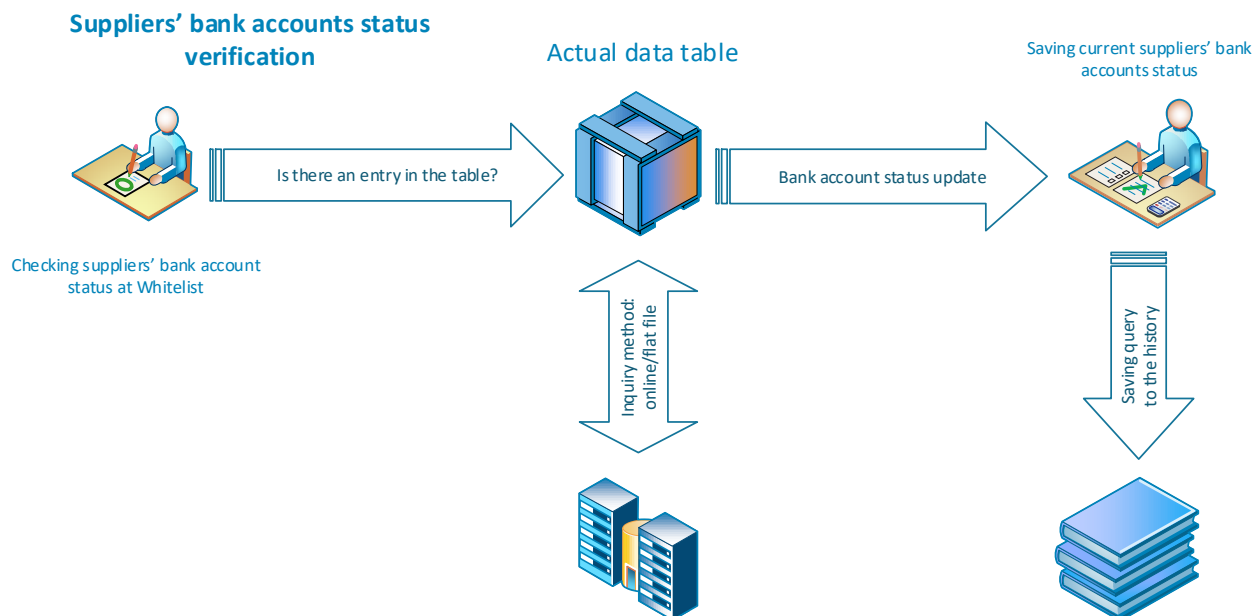 Suppliers’ bank accounts status
verification
Actual data table
Saving current suppliers’ bank
accounts status
Is there an entry in the table?
Bank account status update
Checking suppliers’ bank account
status at Whitelist
Inquiry method:
online/flat file
Saving query
to the history